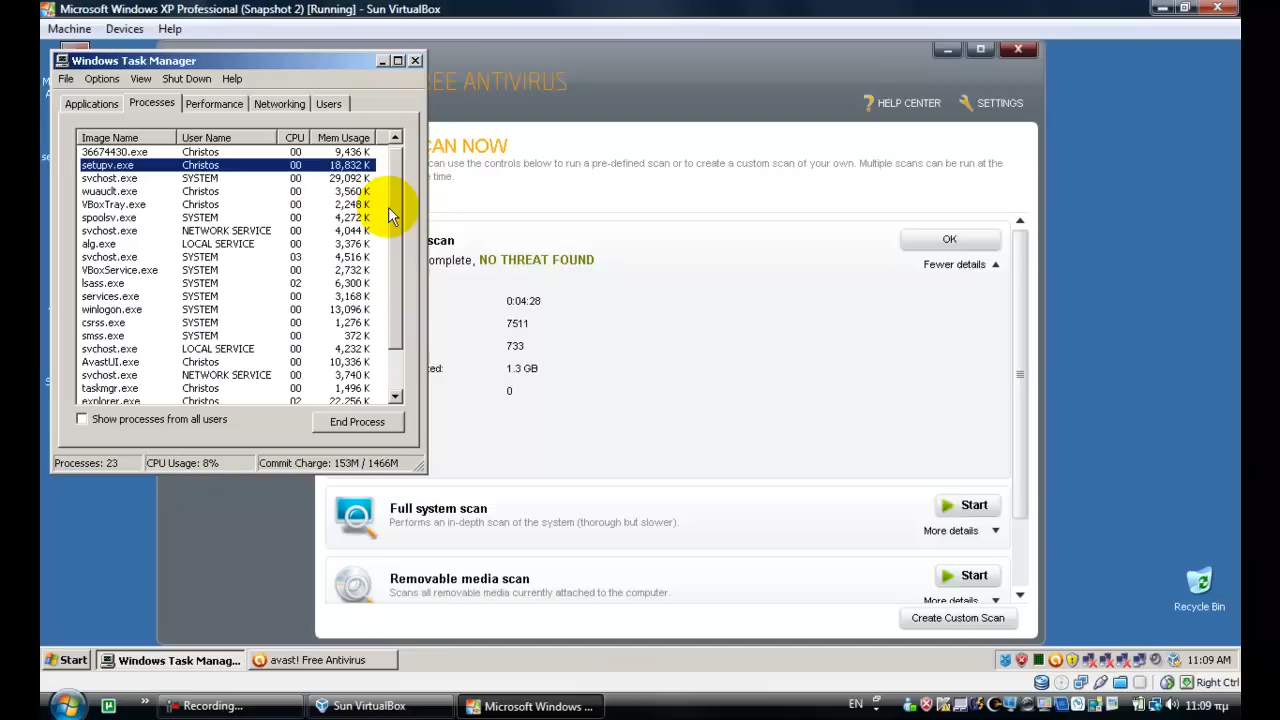 Microsoft Windows XP Professional (Snapshot 2) [Running] - Sun VirtualBox
Machine Devices Help
Windows Task Manager
File Options View Shut Down Help
Applications Processes Performance Networking Users
Image Name User Name CPU Mem Usage
36674430.exe Christos 00 9,436 K
setupv.exe Christos 00 18,832 K
svchost.exe SYSTEM 00 29,092 K
wuauclt.exe Christos 00 3,560 K
VBoxTray.exe Christos 00 2,248 K
spoolsv.exe SYSTEM 00 4,272 K
svchost.exe NETWORK SERVICE 00 4,044 K
alg.exe LOCAL SERVICE 00 3,376 K
svchost.exe SYSTEM 03 4,516 K
VBoxService.exe SYSTEM 00 2,732 K
lsass.exe SYSTEM 02 6,300 K
services.exe SYSTEM 00 3,168 K
winlogon.exe SYSTEM 00 13,096 K
csrss.exe SYSTEM 00 1,276 K
smss.exe SYSTEM 00 372 K
svchost.exe LOCAL SERVICE 00 4,232 K
AvastUI.exe Christos 00 10,336 K
svchost.exe NETWORK SERVICE 00 3,740 K
taskmgr.exe Christos 00 1,496 K
explorer.exe Christos 02 22,256 K
Show processes from all users
End Process
Processes: 23 CPU Usage: 8% Commit Charge: 153M / 1466M
EE ANTIVIRUS
HELP CENTER SETTINGS
CAN NOW
can use the controls below to run a pre-defined scan or to create a custom scan of your own. Multiple scans can be run at the
time.
scan
OK
omplete, NO THREAT FOUND
Fewer details
0:04:28
7511
733
ed: 1.3 GB
0
Full system scan
Performs an in-depth scan of the system (thorough but slower).
Start
More details
Removable media scan
Scans all removable media currently attached to the computer.
Start
More details
Create Custom Scan
Recycle Bin
Start Windows Task Manag... avast! Free Antivirus 11:09 AM
Right Ctrl
Recording... Sun VirtualBox Microsoft Windows ... EN 11:09 πμ